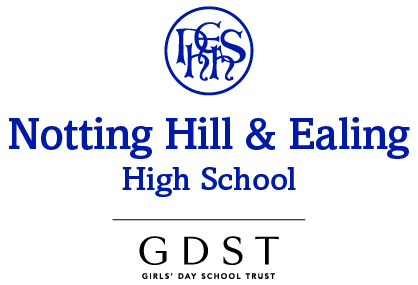 Notting Hill & Ealing
High School
GDST
GIRLS' DAY SCHOOL TRUST